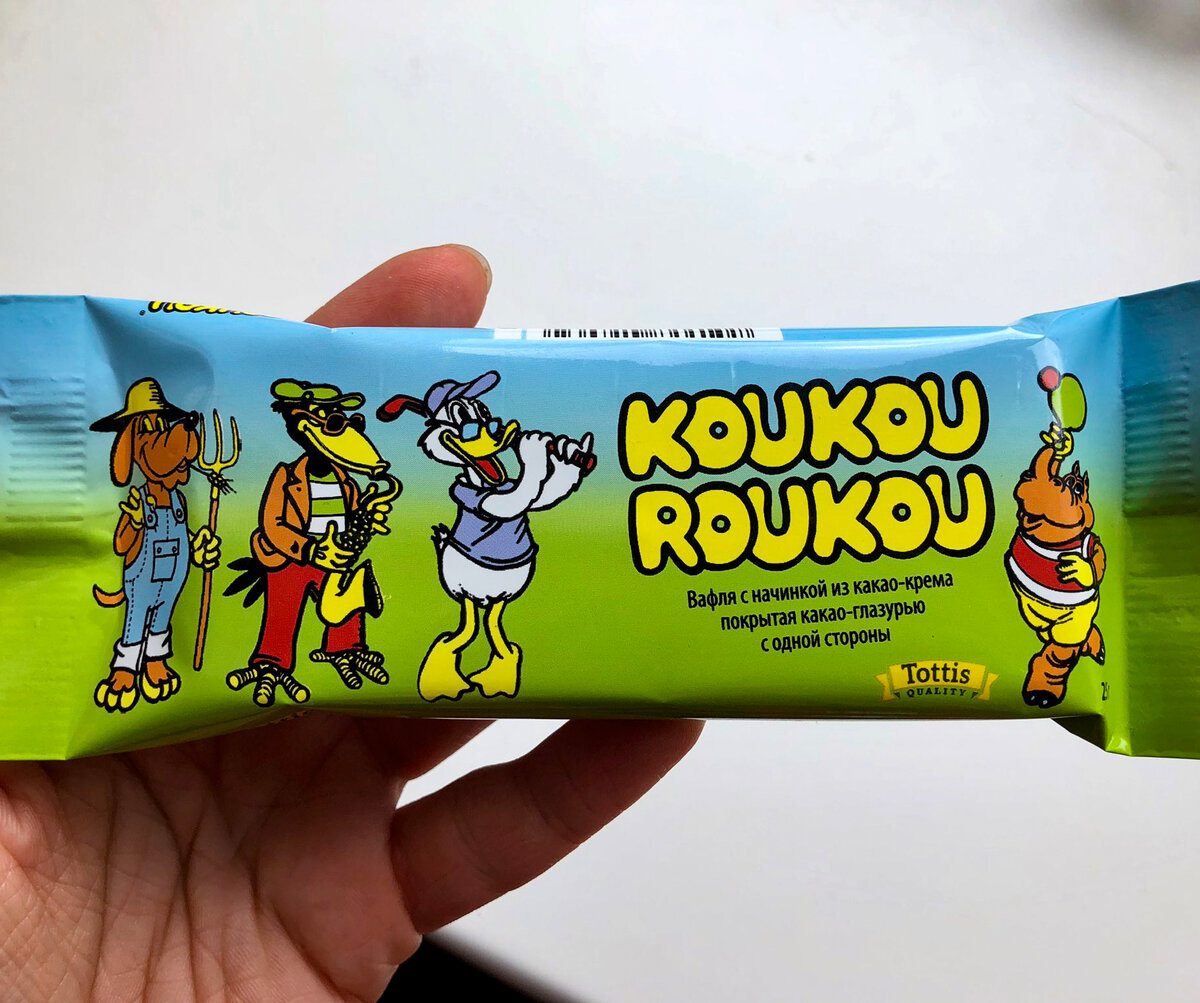 KOUKOU
ROUKOU
Вафля с начинкой из какао-крема
покрытая какао-глазурью
с одной стороны
Tottis
QUALITY